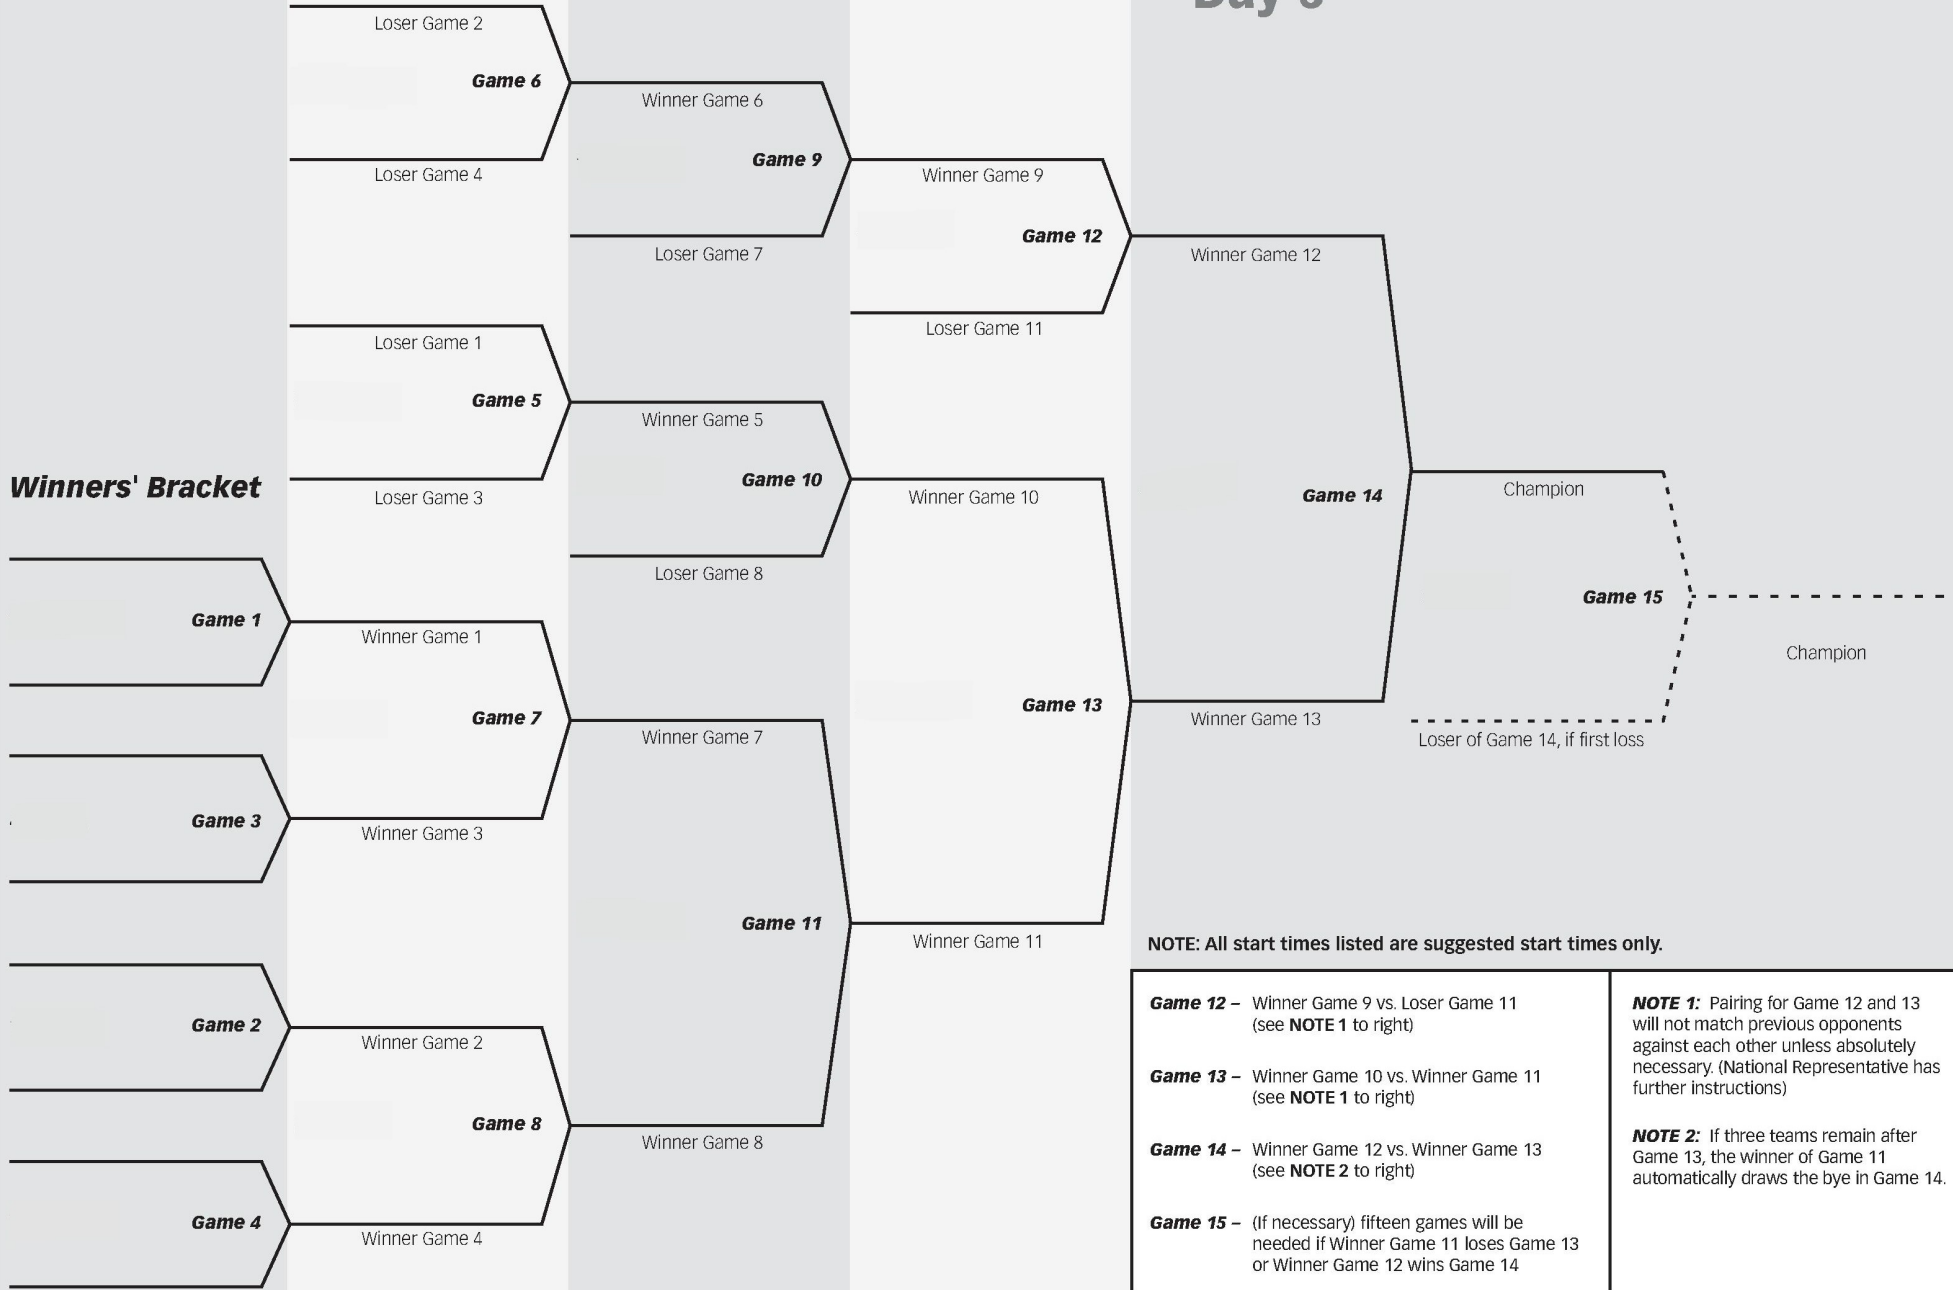 Loser Game 2
Game 6
Winner Game 6
Game 9
Loser Game 4
Winner Game 9
Game 12
Loser Game 7
Winner Game 12
Loser Game 11
Loser Game 1
Game 5
Winner Game 5
Game 10
Winners' Bracket
Loser Game 3
Winner Game 10
Game 14
Champion
Loser Game 8
Game 15
Game 1
Winner Game 1
Champion
Game 7
Winner Game 7
Game 13
Winner Game 13
Loser of Game 14, if first loss
Game 3
Winner Game 3
Game 11
Winner Game 11
Game 2
Winner Game 2
Game 8
Winner Game 8
Game 4
Winner Game 4
NOTE: All start times listed are suggested start times only.
Game 12 – Winner Game 9 vs. Loser Game 11
(see NOTE 1 to right)
Game 13 – Winner Game 10 vs. Winner Game 11
(see NOTE 1 to right)
Game 14 – Winner Game 12 vs. Winner Game 13
(see NOTE 2 to right)
Game 15 – (If necessary) fifteen games will be
needed if Winner Game 11 loses Game 13
or Winner Game 12 wins Game 14
NOTE 1: Pairing for Game 12 and 13
will not match previous opponents
against each other unless absolutely
necessary. (National Representative has
further instructions)
NOTE 2: If three teams remain after
Game 13, the winner of Game 11
automatically draws the bye in Game 14.